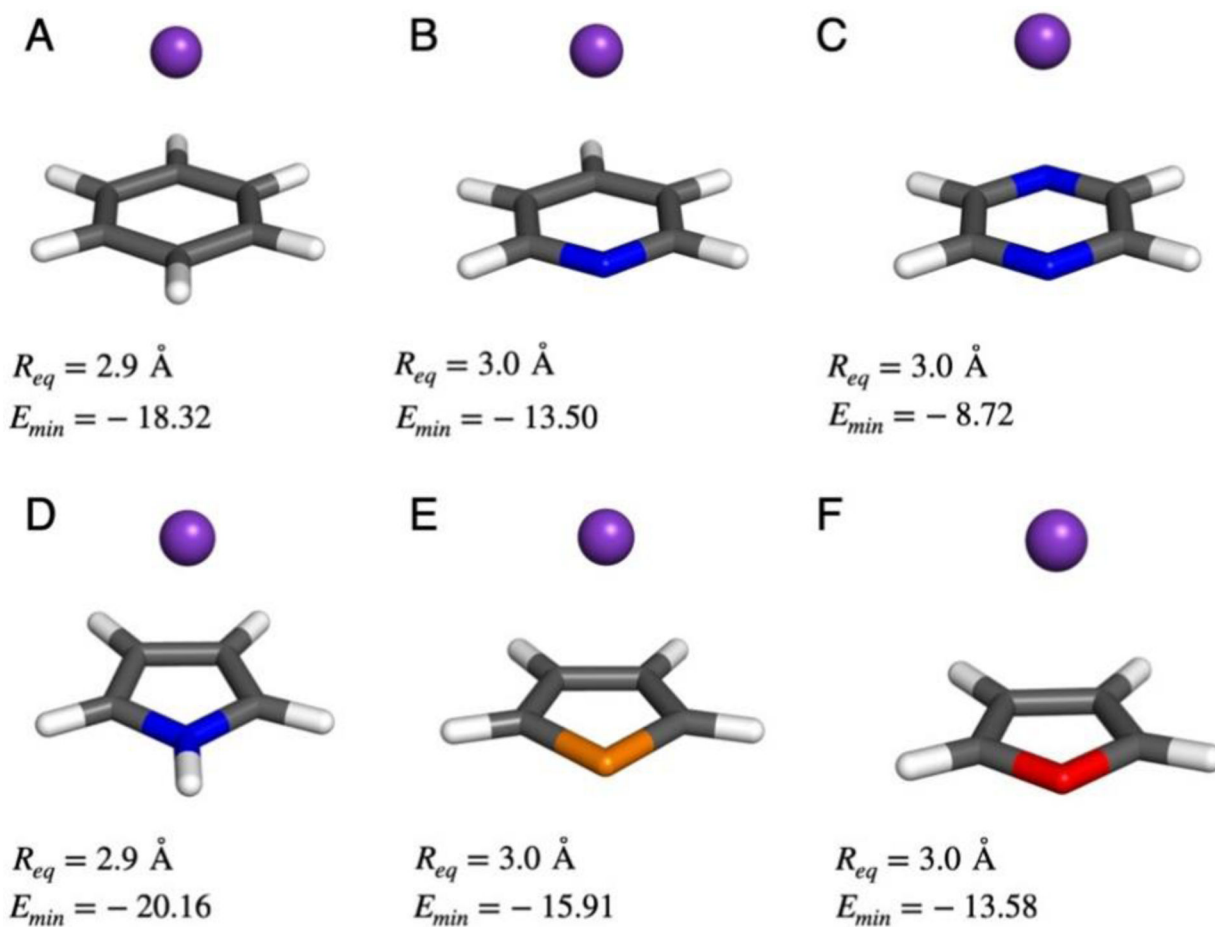 A
B
C
R_eq = 2.9 Å
E_min = − 18.32
R_eq = 3.0 Å
E_min = − 13.50
R_eq = 3.0 Å
E_min = − 8.72
D
E
F
R_eq = 2.9 Å
E_min = − 20.16
R_eq = 3.0 Å
E_min = − 15.91
R_eq = 3.0 Å
E_min = − 13.58